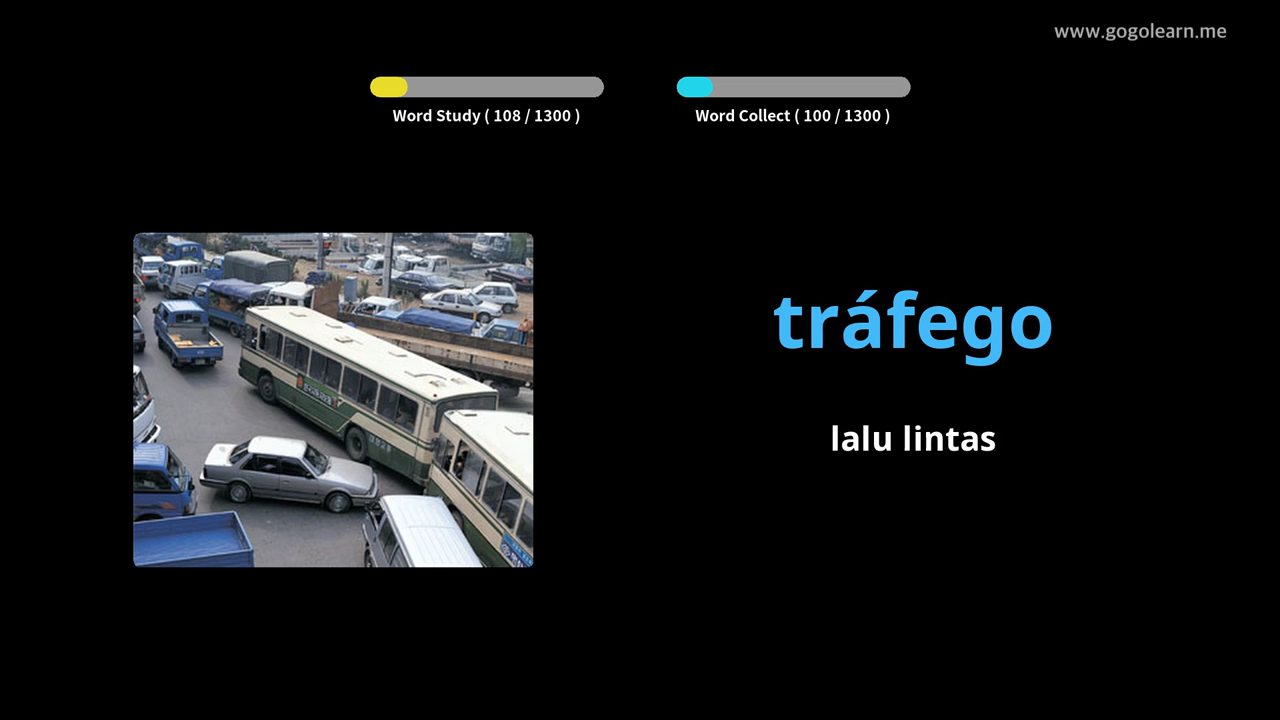 www.gogolearn.me
Word Study ( 108 / 1300 )
Word Collect ( 100 / 1300 )
tráfego
lalu lintas